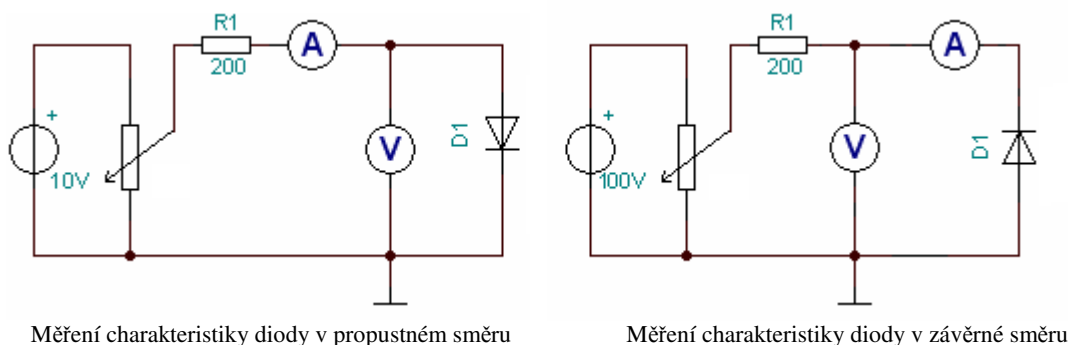 R1
A
200
+
10V
V
D1
R1
A
200
+
100V
V
D1
Měření charakteristiky diody v propustném směru
Měření charakteristiky diody v závěrné směru